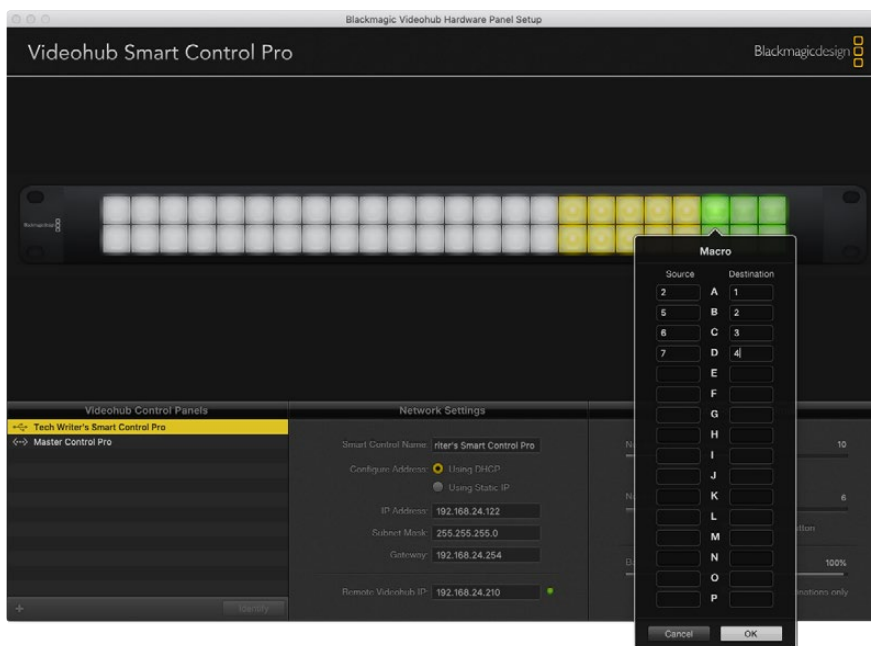 Blackmagic Videohub Hardware Panel Setup
Videohub Smart Control Pro
Blackmagicdesign
Macro
Source Destination
2 A 1
5 B 2
6 C 3
7 D 4
E
F
G
H
I
J
K
L
M
N
O
P
Cancel OK
Videohub Control Panels
Tech Writer's Smart Control Pro
Master Control Pro
Identify
Network Settings
Smart Control Name: riter's Smart Control Pro
Configure Address: Using DHCP
Using Static IP
IP Address: 192.168.24.122
Subnet Mask: 255.255.255.0
Gateway: 192.168.24.254
Remote Videohub IP: 192.168.24.210
10
6
100%
only